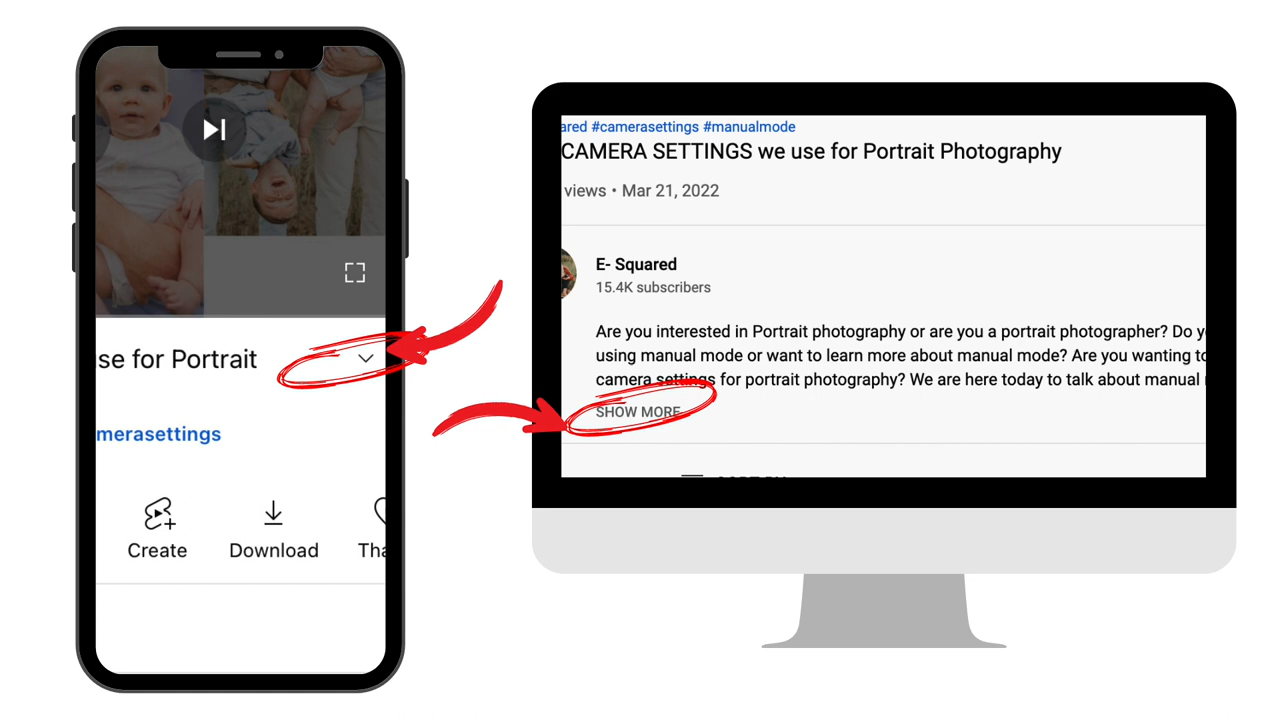 se for Portrait
merasettings
Create
Download
Tha
ared #camerasettings #manualmode
CAMERA SETTINGS we use for Portrait Photography
views • Mar 21, 2022
E- Squared
15.4K subscribers
Are you interested in Portrait photography or are you a portrait photographer? Do y
using manual mode or want to learn more about manual mode? Are you wanting to
camera settings for portrait photography? We are here today to talk about manual
SHOW MORE